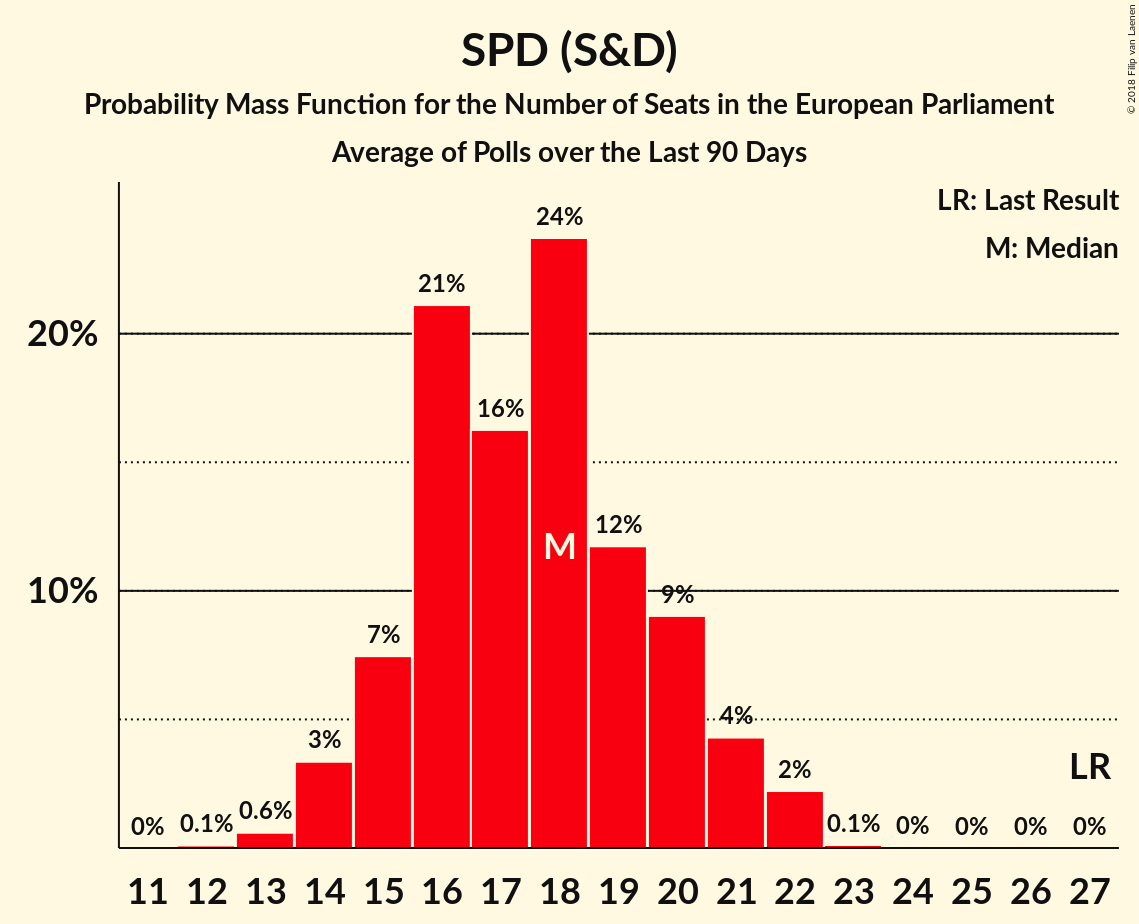 SPD (S&D)
Probability Mass Function for the Number of Seats in the European Parliament
Average of Polls over the Last 90 Days
© 2018 Filip van Laenen
LR: Last Result
M: Median
24%
21%
20%
16%
12%
M
10%
9%
7%
4%
3%
2%
LR
0% 0.1% 0.6% 0.1% 0% 0% 0% 0%
11 12 13 14 15 16 17 18 19 20 21 22 23 24 25 26 27